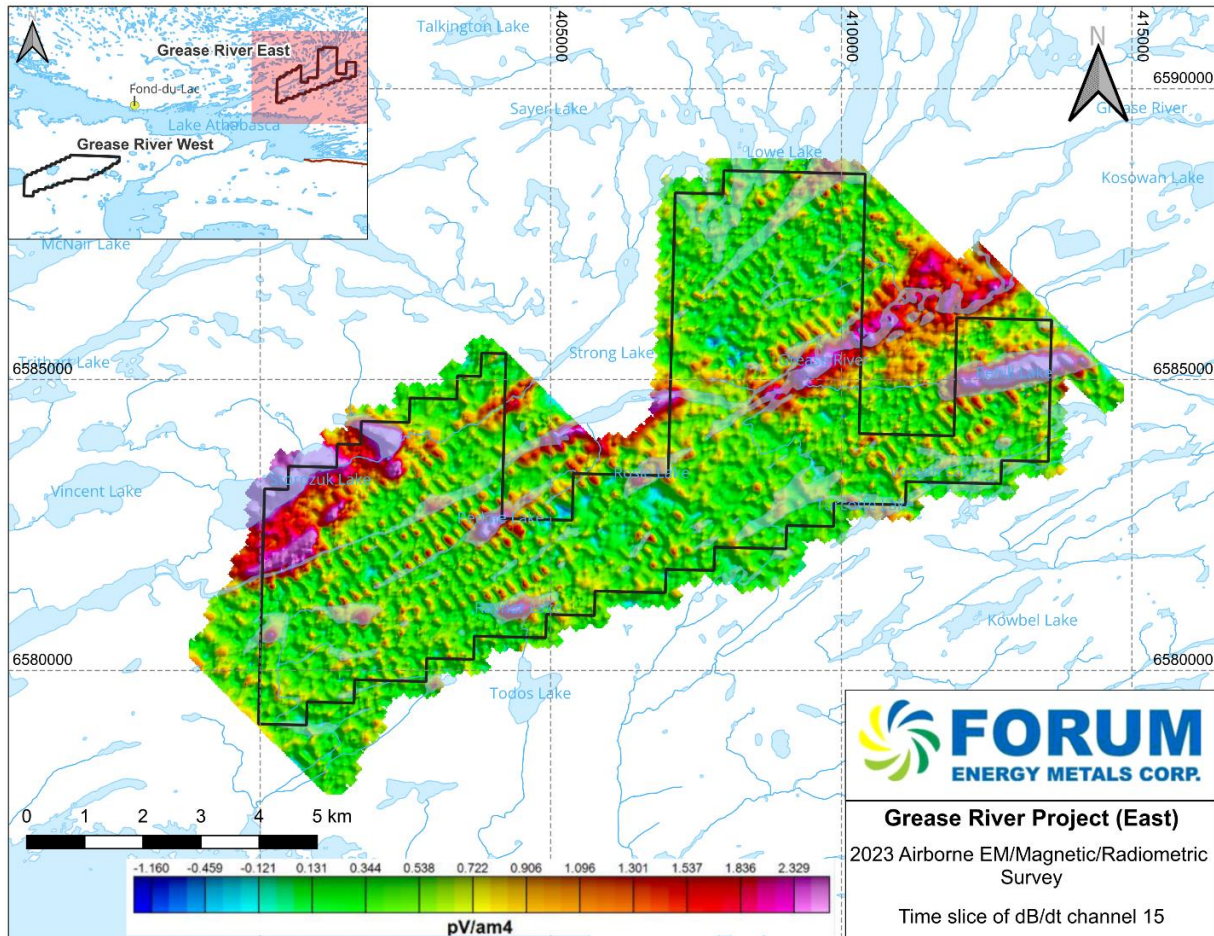 Talkington Lake
405000
410000
415000
N
Grease River East
Fond-du-Lac
Lake Athabasca
Grease River West
6590000
Sayer Lake
Grease River
Lowe Lake
Kosowan Lake
McNair Lake
Strong Lake
Trithart Lake
Grease River
6585000
6585000
Vincent Lake
Lake
Lake
Kowbel Lake
6580000
6580000
Todos Lake
0 1 2 3 4 5 km
-1.160 -0.459 -0.121 0.131 0.344 0.538 0.722 0.906 1.096 1.301 1.537 1.836 2.329
pV/am4
FORUM
ENERGY METALS CORP.
Grease River Project (East)
2023 Airborne EM/Magnetic/Radiometric
Survey
Time slice of dB/dt channel 15